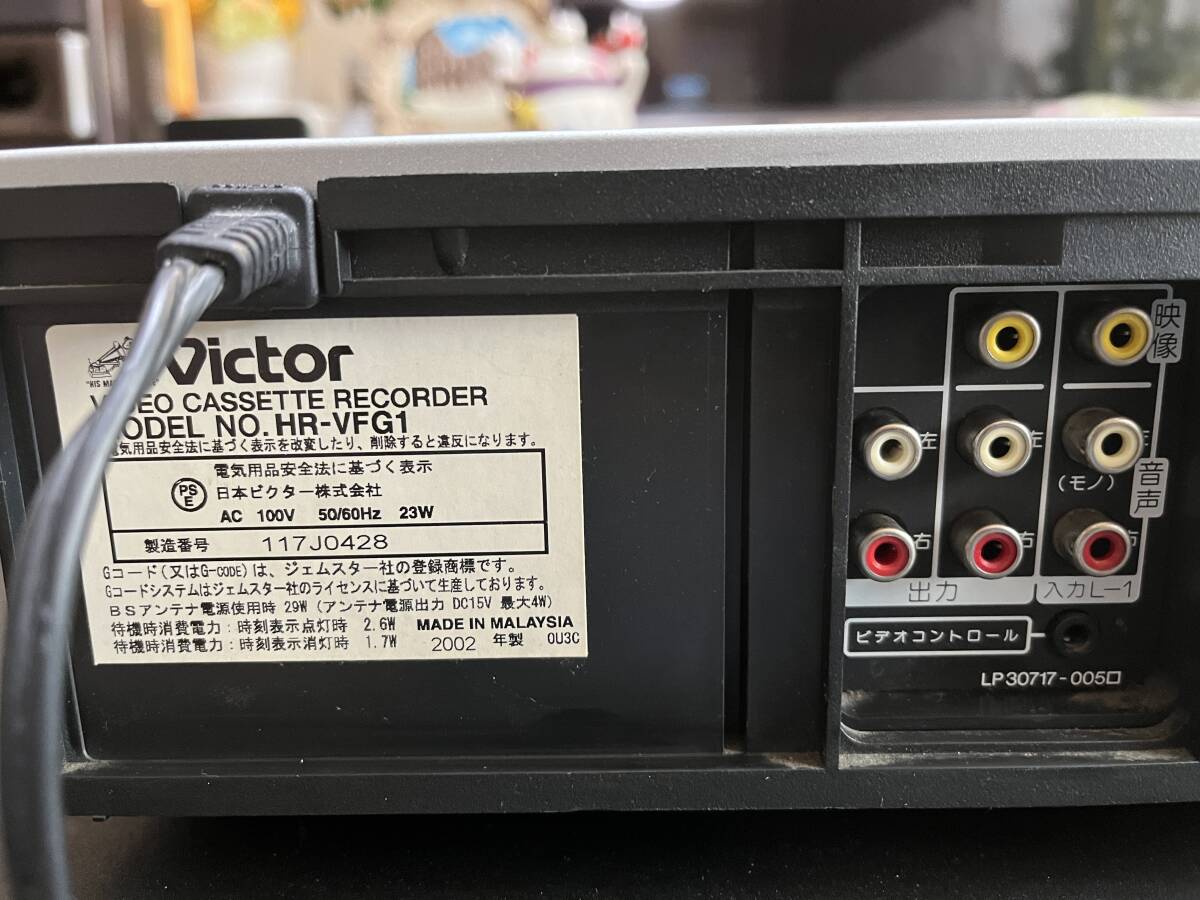 Victor
"HIS MA
VIDEO CASSETTE RECORDER
MODEL NO. HR-VFG1
電気用品安全法に基づく表示を改変したり、削除すると違反になります。
電気用品安全法に基づく表示
PS
E
日本ビクター株式会社
AC 100V 50/60Hz 23W
製造番号 117J0428
Gコード(又はG-CODE)は、ジェムスター社の登録商標です。
Gコードシステムはジェムスター社のライセンスに基づいて生産しております。
BSアンテナ電源使用時 29W (アンテナ電源出力 DC15V 最大4W)
待機時消費電力:時刻表示点灯時 2.6W MADE IN MALAYSIA
待機時消費電力:時刻表示消灯時 1.7W 2002 年製 0U3C
映像
左 左 左
(モノ)
音声
右 右 右
出力 入力L-1
ビデオコントロール
LP30717-005□